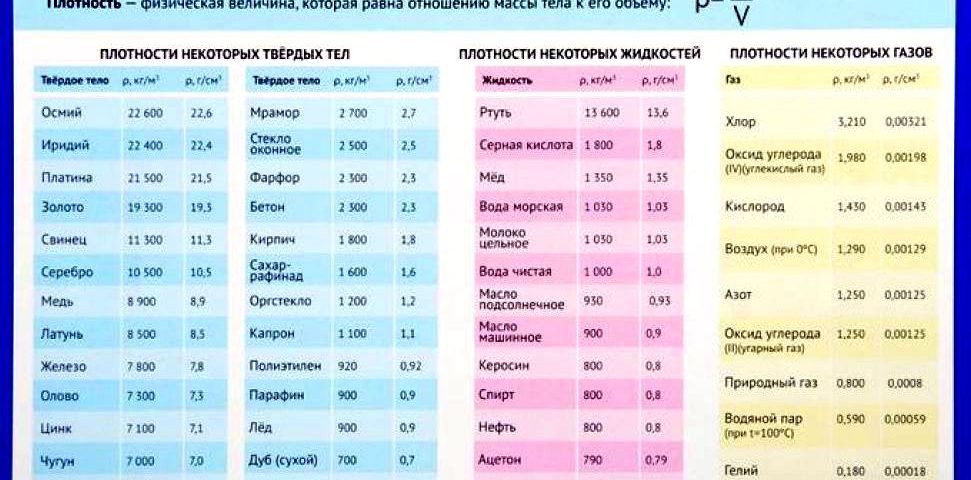 Плотность — физическая величина, которая равна отношению массы тела к его объёму: ρ= V
ПЛОТНОСТИ НЕКОТОРЫХ ТВЁРДЫХ ТЕЛ
Твёрдое тело ρ, кг/м³ ρ, г/см³ Твёрдое тело ρ, кг/м³ ρ, г/см³
Осмий 22 600 22,6 Мрамор 2 700 2,7
Иридий 22 400 22,4 Стекло оконное 2 500 2,5
Платина 21 500 21,5 Фарфор 2 300 2,3
Золото 19 300 19,3 Бетон 2 300 2,3
Свинец 11 300 11,3 Кирпич 1 800 1,8
Серебро 10 500 10,5 Сахар-рафинад 1 600 1,6
Медь 8 900 8,9 Оргстекло 1 200 1,2
Латунь 8 500 8,5 Капрон 1 100 1,1
Железо 7 800 7,8 Полиэтилен 920 0,92
Олово 7 300 7,3 Парафин 900 0,9
Цинк 7 100 7,1 Лёд 900 0,9
Чугун 7 000 7,0 Дуб (сухой) 700 0,7
ПЛОТНОСТИ НЕКОТОРЫХ ЖИДКОСТЕЙ
Жидкость ρ, кг/м³ ρ, г/см³
Ртуть 13 600 13,6
Серная кислота 1 800 1,8
Мёд 1 350 1,35
Вода морская 1 030 1,03
Молоко цельное 1 030 1,03
Вода чистая 1 000 1,0
Масло подсолнечное 930 0,93
Масло машинное 900 0,9
Керосин 800 0,8
Спирт 800 0,8
Нефть 800 0,8
Ацетон 790 0,79
ПЛОТНОСТИ НЕКОТОРЫХ ГАЗОВ
Газ ρ, кг/м³ ρ, г/см³
Хлор 3,210 0,00321
Оксид углерода (IV)(углекислый газ) 1,980 0,00198
Кислород 1,430 0,00143
Воздух (при 0°С) 1,290 0,00129
Азот 1,250 0,00125
Оксид углерода (II)(угарный газ) 1,250 0,00125
Природный газ 0,800 0,0008
Водяной пар (при t=100°С) 0,590 0,00059
Гелий 0,180 0,00018